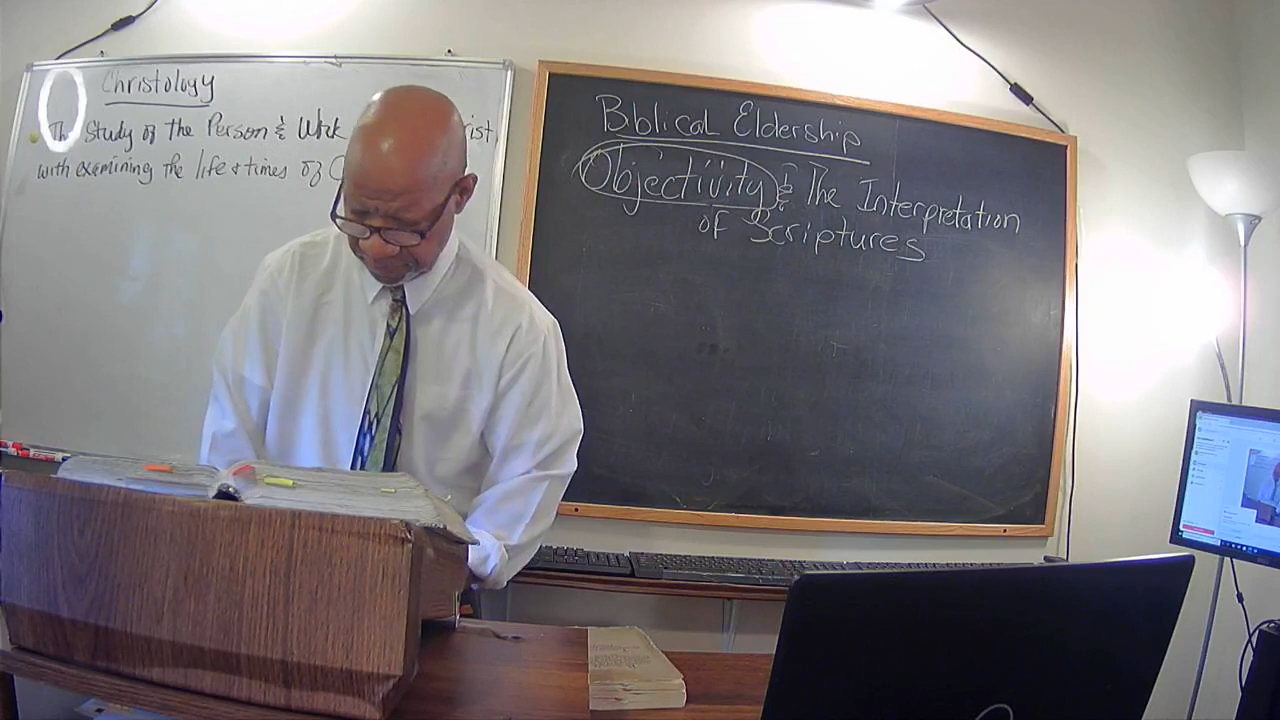 Christology
The Study of the Person & Work rist
with examining the life & times of C
Biblical Eldership
Objectivity & The Interpretation
of Scriptures